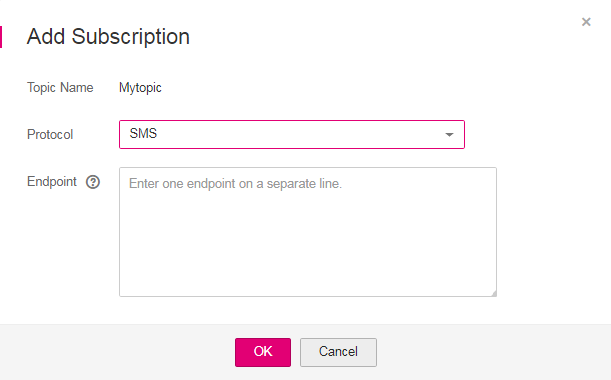 ×
Add Subscription
Topic Name Mytopic
Protocol SMS
Endpoint ? Enter one endpoint on a separate line.
OK Cancel